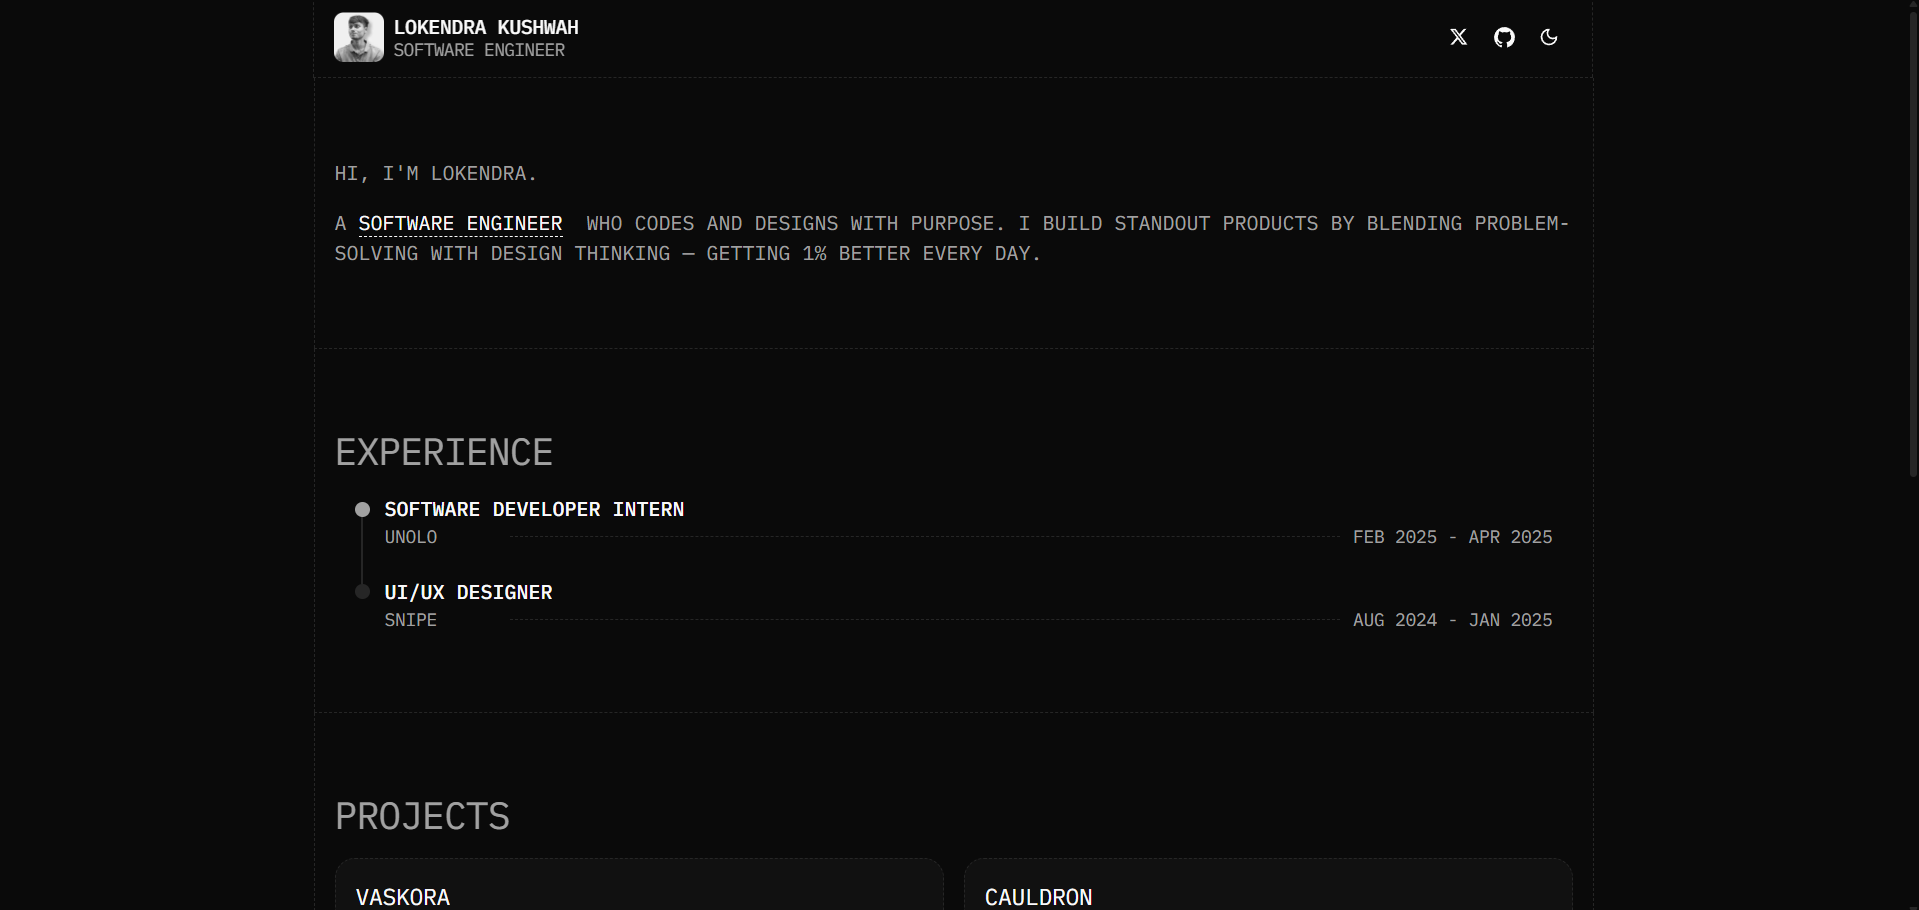 LOKENDRA KUSHWAH
SOFTWARE ENGINEER
HI, I'M LOKENDRA.
A SOFTWARE ENGINEER WHO CODES AND DESIGNS WITH PURPOSE. I BUILD STANDOUT PRODUCTS BY BLENDING PROBLEM-
SOLVING WITH DESIGN THINKING — GETTING 1% BETTER EVERY DAY.
EXPERIENCE
SOFTWARE DEVELOPER INTERN
UNOLO FEB 2025 - APR 2025
UI/UX DESIGNER
SNIPE AUG 2024 - JAN 2025
PROJECTS
VASKORA CAULDRON